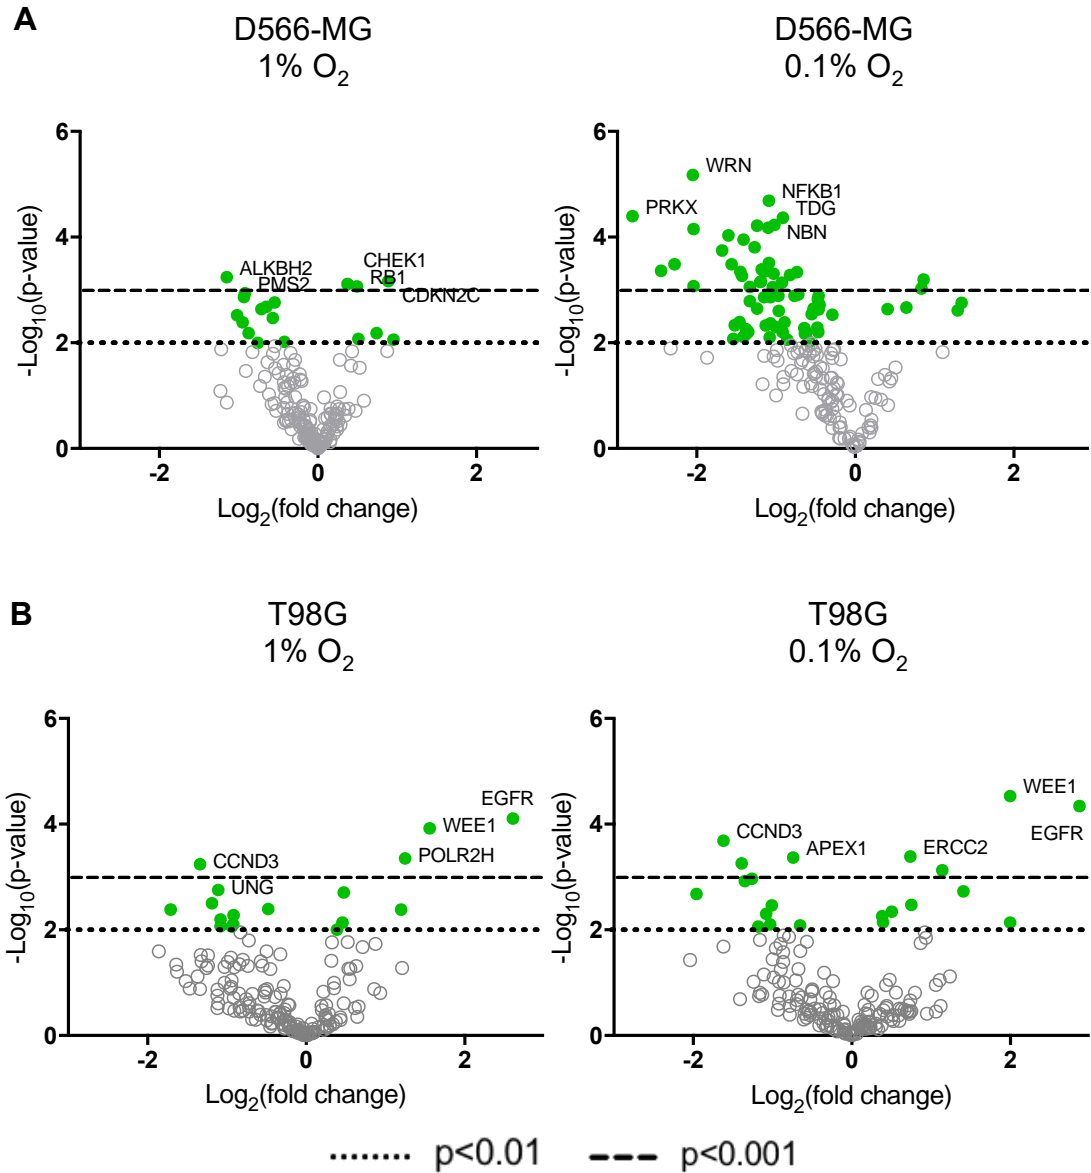 A
D566-MG
1% O2
D566-MG
0.1% O2
6
4
2
0
-Log10(p-value)
ALKBH2
PMS2
CHEK1
RB1
CDKN2C
-2
0
2
Log2(fold change)
6
4
2
0
-Log10(p-value)
WRN
PRKX
NFKB1
TDG
NBN
-2
0
2
Log2(fold change)
B
T98G
1% O2
T98G
0.1% O2
6
4
2
0
-Log10(p-value)
EGFR
WEE1
POLR2H
CCND3
UNG
-2
0
2
Log2(fold change)
6
4
2
0
-Log10(p-value)
WEE1
EGFR
CCND3
APEX1
ERCC2
-2
0
2
Log2(fold change)
p<0.01
p<0.001